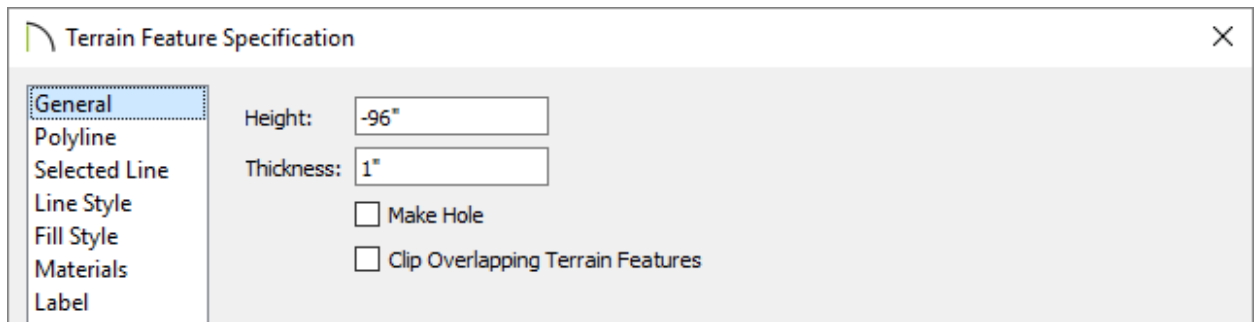 Terrain Feature Specification
General
Polyline
Selected Line
Line Style
Fill Style
Materials
Label
Height: -96"
Thickness: 1"
Make Hole
Clip Overlapping Terrain Features